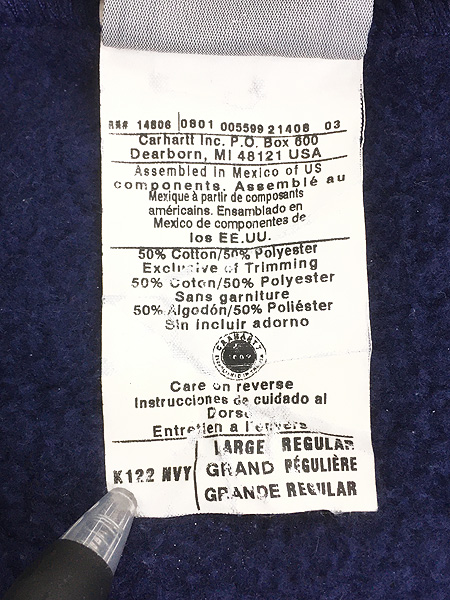 RN# 14806 0801 005599 21408 03
Carhartt Inc. P.O. Box 600
Dearborn, MI 48121 USA
Assembled in Mexico of US
components. Assemblé au
Mexique à partir de composants
américains. Ensamblado en
Mexico de componentes de
los EE.UU.
50% Cotton/50% Polyester
Exclusive of Trimming
50% Coton/50% Polyester
Sans garniture
50% Algodón/50% Poliéster
Sin incluir adorno
CARHARTT
Care on reverse
Instrucciones de cuidado al
Dorso
Entretien a l'envers
K122 NVY
LARGE REGULAR
GRAND RÉGULIÈRE
GRANDE REGULAR